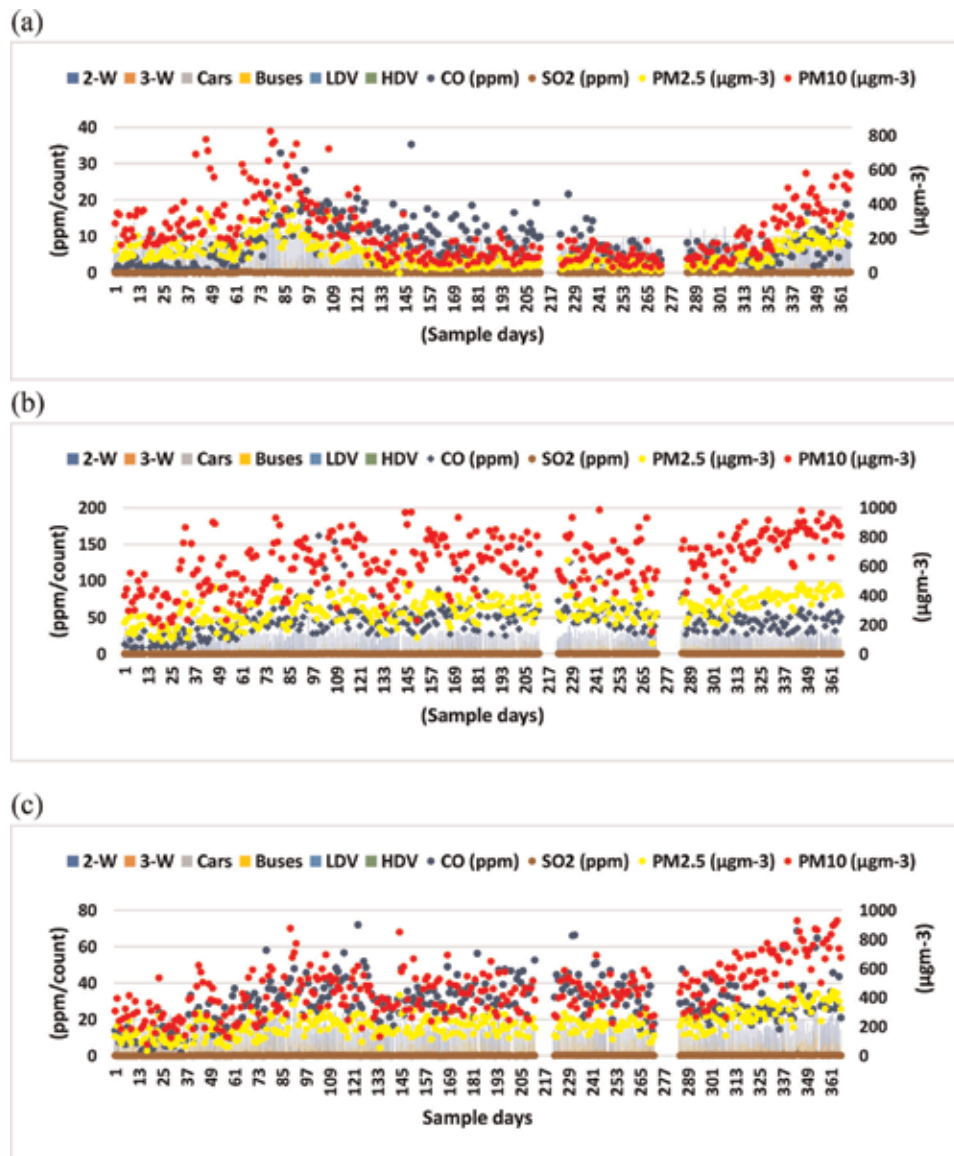 (a)
2-W 3-W Cars Buses LDV HDV CO (ppm) SO2 (ppm) PM2.5 (µgm-3) PM10 (µgm-3)
40 800
30 600
20 400
10 200
0 0
(ppm/count)
(µgm-3)
1 13 25 37 49 61 73 85 97 109 121 133 145 157 169 181 193 205 217 229 241 253 265 277 289 301 313 325 337 349 361
(Sample days)
(b)
2-W 3-W Cars Buses LDV HDV CO (ppm) SO2 (ppm) PM2.5 (µgm-3) PM10 (µgm-3)
200 1000
150 800
100 600
50 400
0 200
0
(ppm/count)
(µgm-3)
1 13 25 37 49 61 73 85 97 109 121 133 145 157 169 181 193 205 217 229 241 253 265 277 289 301 313 325 337 349 361
(Sample days)
(c)
2-W 3-W Cars Buses LDV HDV CO (ppm) SO2 (ppm) PM2.5 (µgm-3) PM10 (µgm-3)
80 1000
60 800
40 600
20 400
0 200
0
(ppm/count)
(µgm-3)
1 13 25 37 49 61 73 85 97 109 121 133 145 157 169 181 193 205 217 229 241 253 265 277 289 301 313 325 337 349 361
Sample days